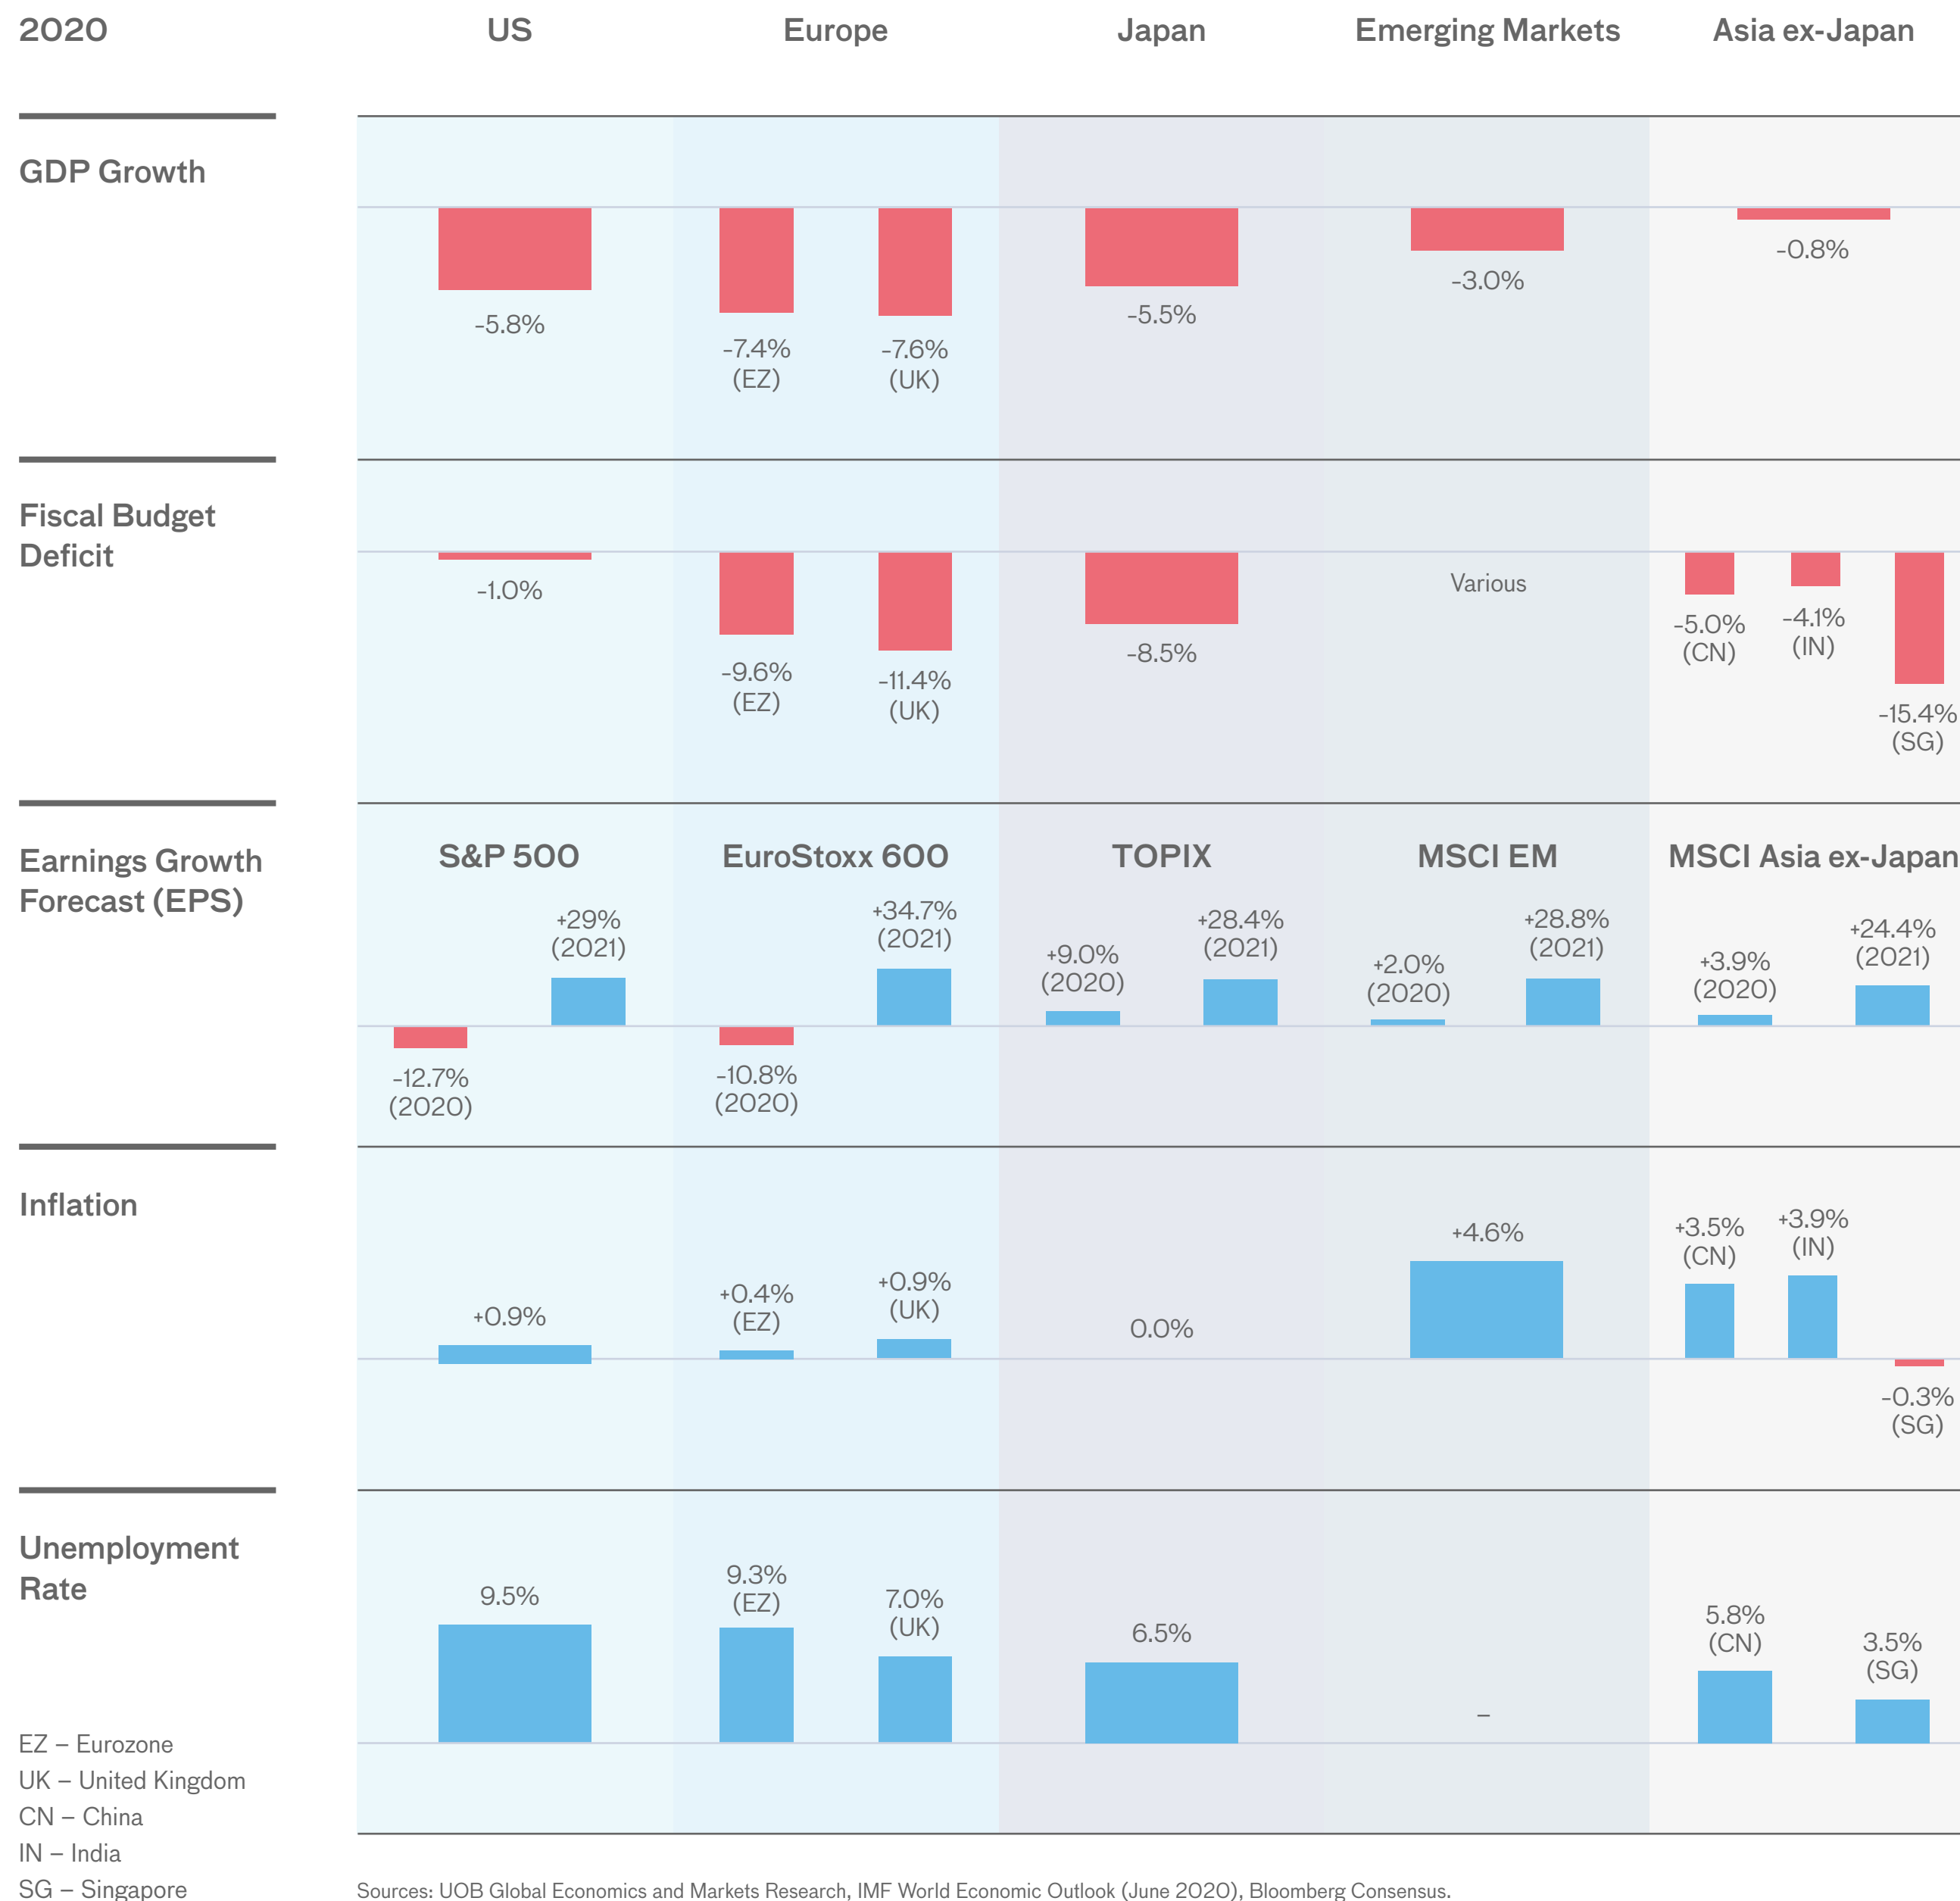 2020
US
Europe
Japan
Emerging Markets
Asia ex-Japan
GDP Growth
-5.8%
-7.4%
(EZ)
-7.6%
(UK)
-5.5%
-3.0%
-0.8%
Fiscal Budget
Deficit
-1.0%
-9.6%
(EZ)
-11.4%
(UK)
-8.5%
Various
-5.0%
(CN)
-4.1%
(IN)
-15.4%
(SG)
Earnings Growth
Forecast (EPS)
S&P 500
-12.7%
(2020)
+29%
(2021)
EuroStoxx 600
-10.8%
(2020)
+34.7%
(2021)
TOPIX
+9.0%
(2020)
+28.4%
(2021)
MSCI EM
+2.0%
(2020)
+28.8%
(2021)
MSCI Asia ex-Japan
+3.9%
(2020)
+24.4%
(2021)
Inflation
+0.9%
+0.4%
(EZ)
+0.9%
(UK)
0.0%
+4.6%
+3.5%
(CN)
+3.9%
(IN)
-0.3%
(SG)
Unemployment
Rate
9.5%
9.3%
(EZ)
7.0%
(UK)
6.5%
–
5.8%
(CN)
3.5%
(SG)
EZ – Eurozone
UK – United Kingdom
CN – China
IN – India
SG – Singapore
Sources: UOB Global Economics and Markets Research, IMF World Economic Outlook (June 2020), Bloomberg Consensus.